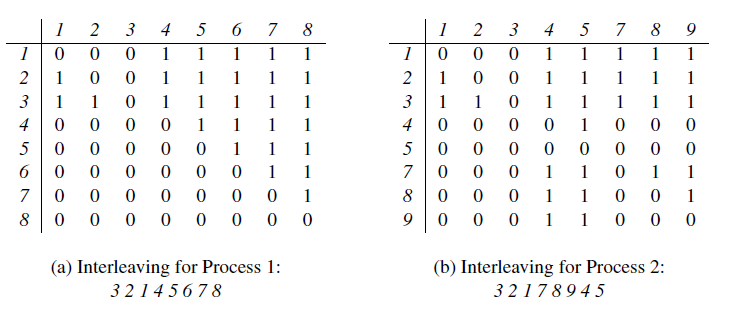 1 2 3 4 5 6 7 8
1 0 0 0 1 1 1 1 1
2 1 0 0 1 1 1 1 1
3 1 1 0 1 1 1 1 1
4 0 0 0 0 1 1 1 1
5 0 0 0 0 0 1 1 1
6 0 0 0 0 0 0 1 1
7 0 0 0 0 0 0 0 1
8 0 0 0 0 0 0 0 0
(a) Interleaving for Process 1:
3 2 1 4 5 6 7 8
1 2 3 4 5 7 8 9
1 0 0 0 1 1 1 1 1
2 1 0 0 1 1 1 1 1
3 1 1 0 1 1 1 1 1
4 0 0 0 0 1 0 0 0
5 0 0 0 0 0 0 0 0
7 0 0 0 1 1 0 1 1
8 0 0 0 1 1 0 0 1
9 0 0 0 1 1 0 0 0
(b) Interleaving for Process 2:
3 2 1 7 8 9 4 5